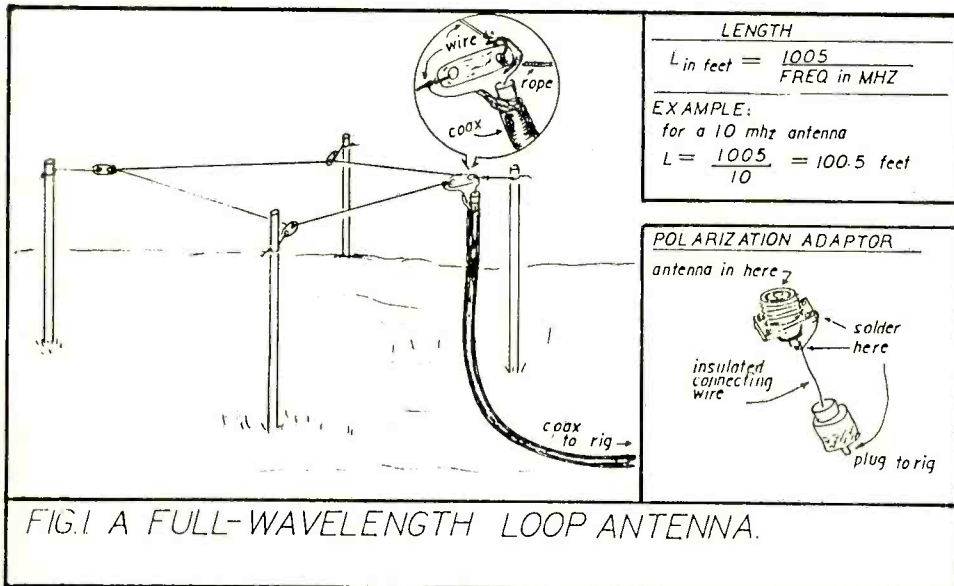 wire
rope
coax
coax
to rig
LENGTH
L in feet = 1005
FREQ in MHZ
EXAMPLE:
for a 10 mhz antenna
L = 1005 = 100.5 feet
10
POLARIZATION ADAPTOR
antenna in here
solder
here
insulated
connecting
wire
plug to rig
FIG.1 A FULL-WAVELENGTH LOOP ANTENNA.